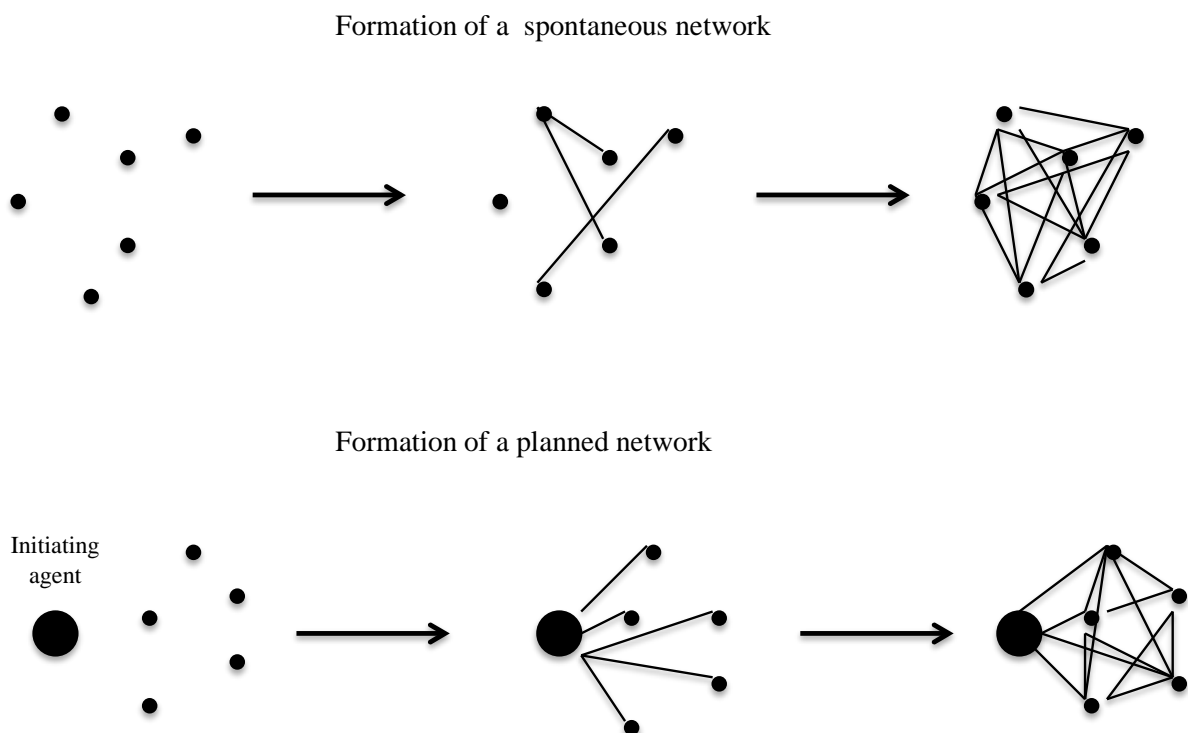 Formation of a  spontaneous network
Formation of a planned network
Initiating
agent